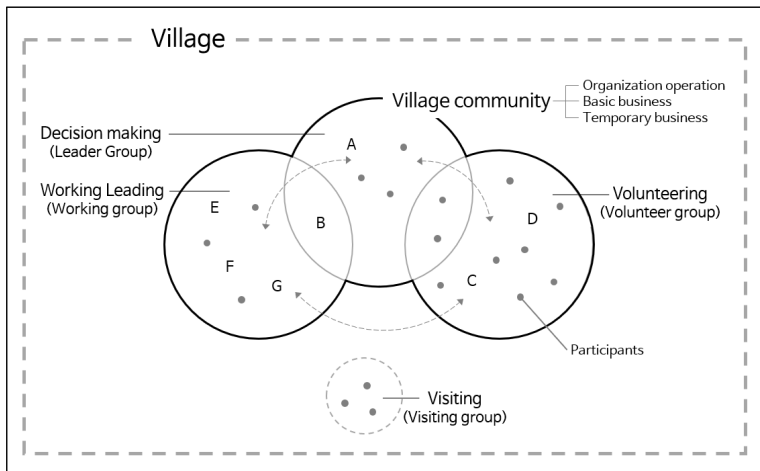 Village
Village community
Organization operation
Basic business
Temporary business
Decision making
(Leader Group)
A
Working Leading
(Working group)
E
B
F
G
Volunteering
(Volunteer group)
D
C
Participants
Visiting
(Visiting group)